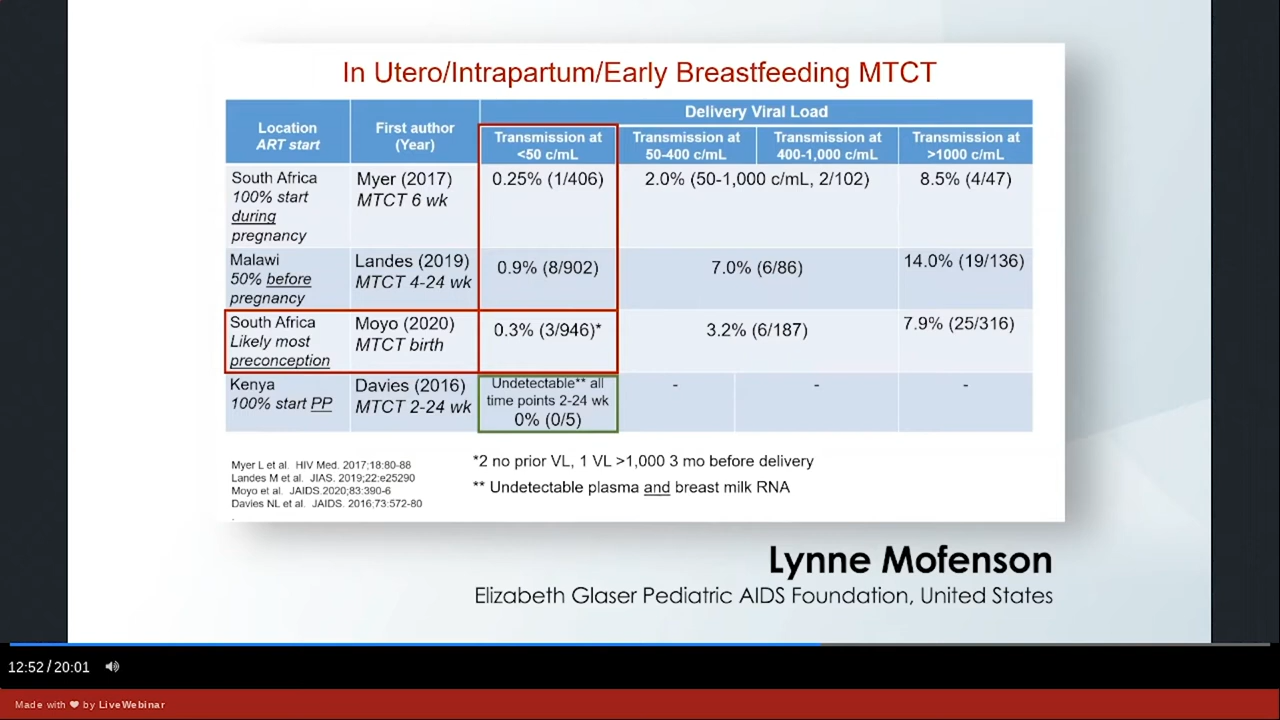 In Utero/Intrapartum/Early Breastfeeding MTCT
Location
ART start
First author
(Year)
Delivery Viral Load
Transmission at
<50 c/mL
Transmission at
50-400 c/mL
Transmission at
400-1,000 c/mL
Transmission at
>1000 c/mL
South Africa
100% start
during
pregnancy
Myer (2017)
MTCT 6 wk
0.25% (1/406)
2.0% (50-1,000 c/mL, 2/102)
8.5% (4/47)
Malawi
50% before
pregnancy
Landes (2019)
MTCT 4-24 wk
0.9% (8/902)
7.0% (6/86)
14.0% (19/136)
South Africa
Likely most
preconception
Moyo (2020)
MTCT birth
0.3% (3/946)*
3.2% (6/187)
7.9% (25/316)
Kenya
100% start PP
Davies (2016)
MTCT 2-24 wk
Undetectable** all
time points 2-24 wk
0% (0/5)
-
-
-
Myer L et al. HIV Med. 2017;18:80-88
Landes M et al. JIAS. 2019;22:e25290
Moyo et al. JAIDS.2020;83:390-6
Davies NL et al. JAIDS. 2016;73:572-80
.
*2 no prior VL, 1 VL >1,000 3 mo before delivery
** Undetectable plasma and breast milk RNA
Lynne Mofenson
Elizabeth Glaser Pediatric AIDS Foundation, United States
12:52 / 20:01
Made with ❤ by LiveWebinar